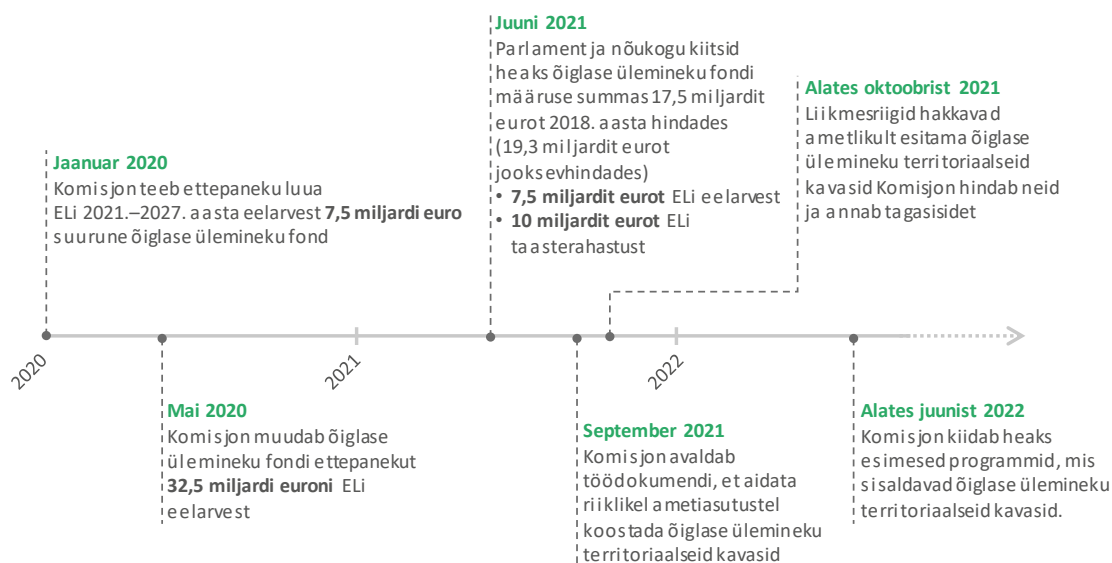 Jaanuar 2020
Komisjon teeb ettepaneku luua
ELi 2021.–2027. aasta eelarvest 7,5 miljardi euro
suurune õiglase ülemineku fond
Juuni 2021
Parlament ja nõukogu kiitsid
heaks õiglase ülemineku fondi
määruse summas 17,5 miljardit
eurot 2018. aasta hindades
(19,3 miljardit eurot
jooksevhindades)
• 7,5 miljardit eurot ELi eelarvest
• 10 miljardit eurot ELi
taasterahastust
Alates oktoobrist 2021
Liikmesriigid hakkavad
ametlikult esitama õiglase
ülemineku territoriaalseid
kavasid Komisjon hindab neid
ja annab tagasisidet
2020
2021
2022
Mai 2020
Komisjon muudab õiglase
ülemineku fondi ettepanekut
32,5 miljardi euroni ELi
eelarvest
September 2021
Komisjon avaldab
töödokumendi, et aidata
riiklikel ametiasutustel
koostada õiglase ülemineku
territoriaalseid kavasid
Alates juunist 2022
Komisjon kiidab heaks
esimesed programmid, mis
sisaldavad õiglase ülemineku
territoriaalseid kavasid.